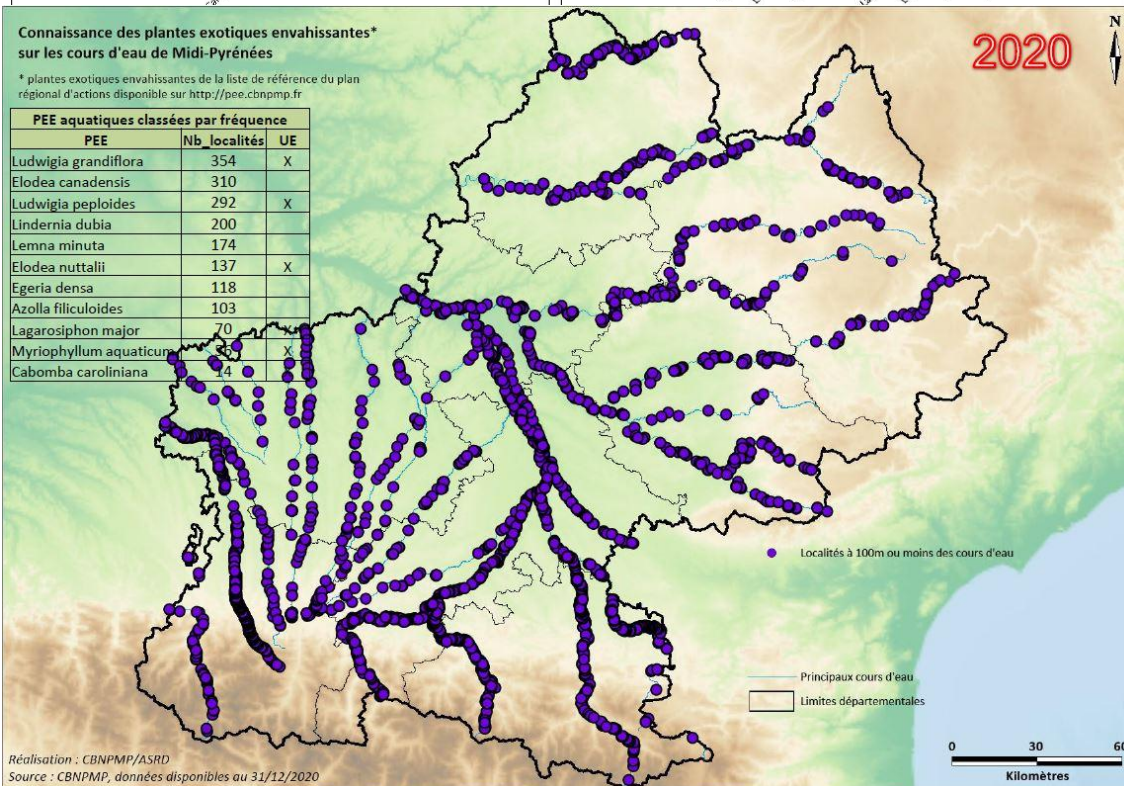 Connaissance des plantes exotiques envahissantes*
sur les cours d'eau de Midi-Pyrénées
* plantes exotiques envahissantes de la liste de référence du plan
régional d'actions disponible sur http://pee.cbnpmp.fr
2020
N
PEE aquatiques classées par fréquence
PEE Nb_localités UE
Ludwigia grandiflora 354 X
Elodea canadensis 310
Ludwigia peploides 292 X
Lindernia dubia 200
Lemna minuta 174
Elodea nuttalii 137 X
Egeria densa 118
Azolla filiculoides 103
Lagarosiphon major 70
Myriophyllum aquaticum X
Cabomba caroliniana 14
Localités à 100m ou moins des cours d'eau
Principaux cours d'eau
Limites départementales
0 30 60
Kilomètres
Réalisation : CBNPMP/ASRD
Source : CBNPMP, données disponibles au 31/12/2020